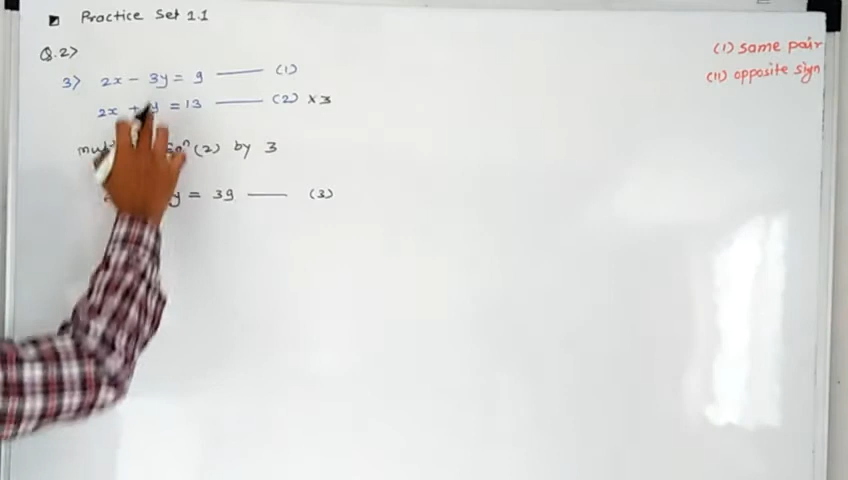 Practice Set 1.1
Q.2>
3> 2x - 3y = 9 —— (1)
2x + y = 13 —— (2) × 3
(2) by 3
y = 39 —— (3)
(i) same pair
(ii) opposite sign